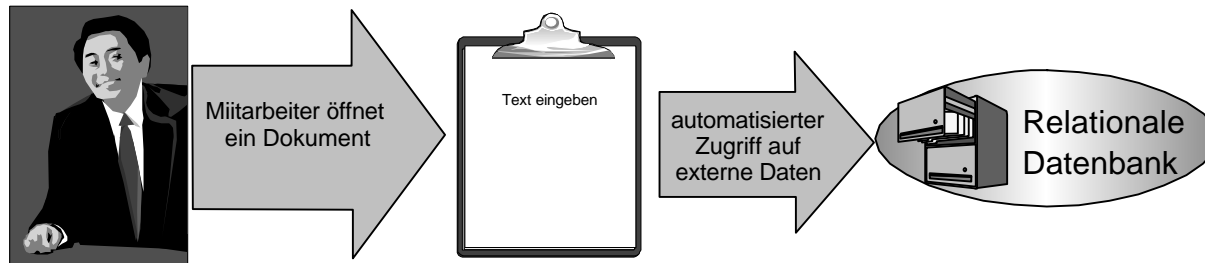 Miitarbeiter öffnet
ein Dokument
Text eingeben
automatisierter
Zugriff auf
externe Daten
Relationale
Datenbank